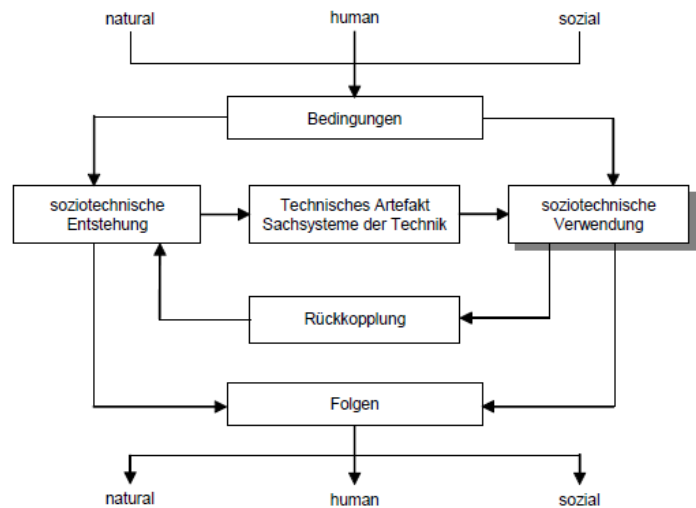 natural
human
sozial
Bedingungen
soziotechnische
Entstehung
Technisches Artefakt
Sachsysteme der Technik
soziotechnische
Verwendung
Rückkopplung
Folgen
natural
human
sozial